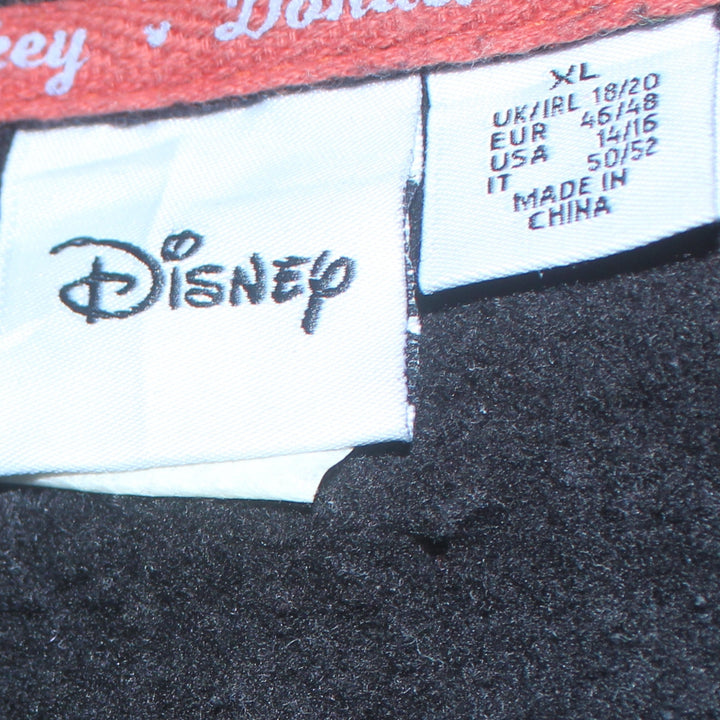 Disney
XL
UK/IRL 18/20
EUR 46/48
USA 14/16
IT 50/52
MADE IN
CHINA